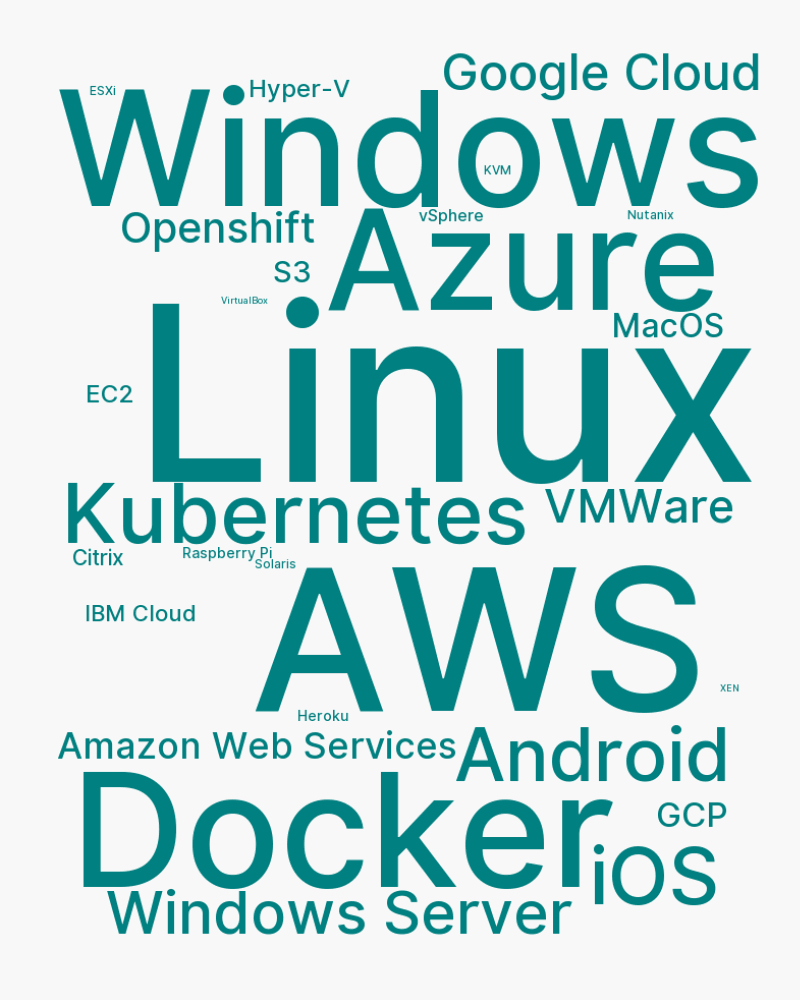 Google Cloud
ESXi
Hyper-V
Windows
KVM
Openshift
vSphere
Nutanix
Azure
S3
VirtualBox
MacOS
Linux
EC2
Kubernetes
VMWare
Citrix
Raspberry Pi
Solaris
AWS
IBM Cloud
XEN
Heroku
Amazon Web Services
Android
Docker
GCP
iOS
Windows Server